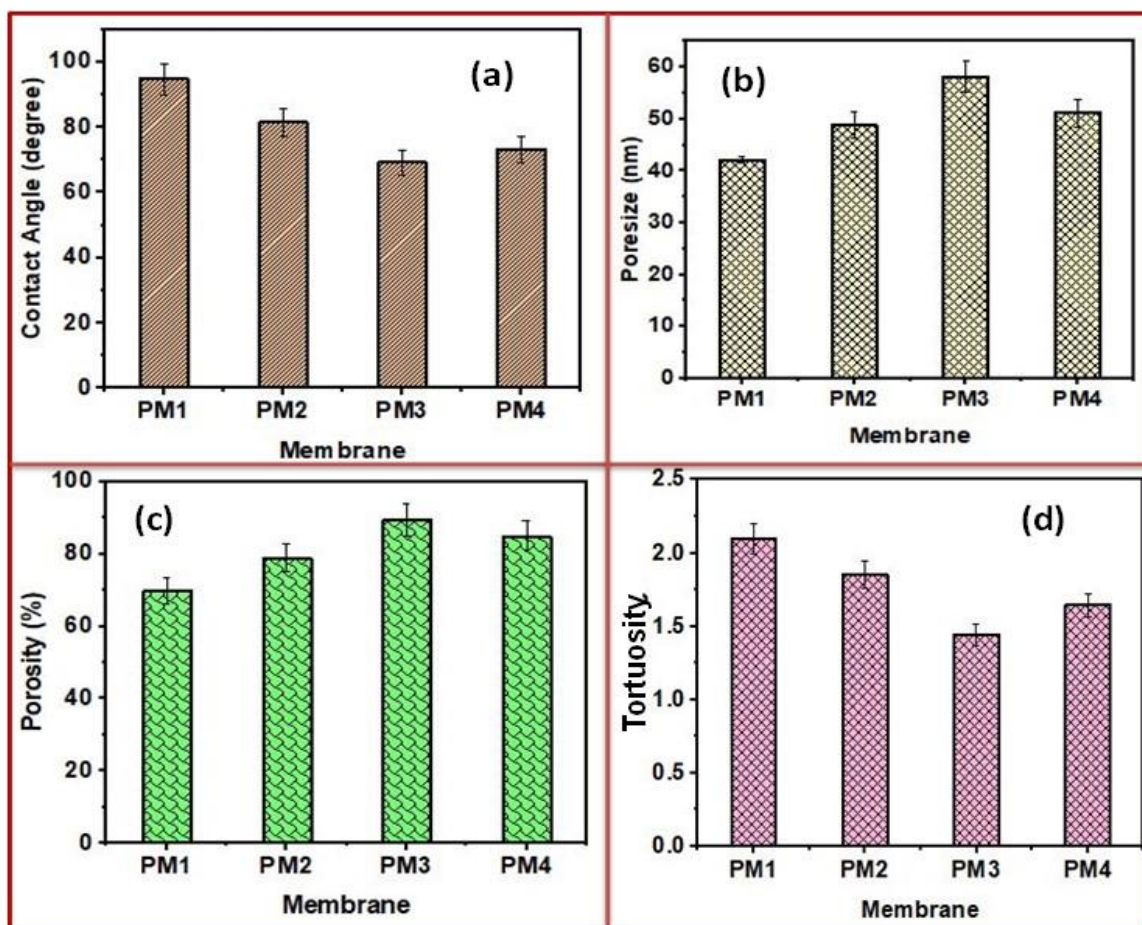 (a)
Contact Angle (degree)
100
80
60
40
20
0
PM1 PM2 PM3 PM4
Membrane
(b)
Poresize (nm)
60
50
40
30
20
10
0
PM1 PM2 PM3 PM4
Membrane
(c)
Porosity (%)
100
80
60
40
20
0
PM1 PM2 PM3 PM4
Membrane
(d)
Tortuosity
2.5
2.0
1.5
1.0
0.5
0.0
PM1 PM2 PM3 PM4
Membrane